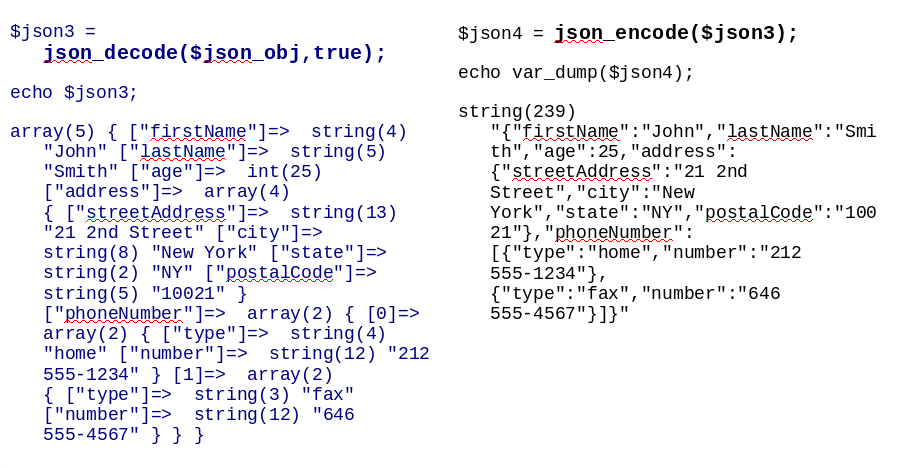 $json3 =
json_decode($json_obj,true);
echo $json3;
array(5) { ["firstName"]=>  string(4)
"John" ["lastName"]=>  string(5)
"Smith" ["age"]=>  int(25)
["address"]=>  array(4)
{ ["streetAddress"]=>  string(13)
"21 2nd Street" ["city"]=>
string(8) "New York" ["state"]=>
string(2) "NY" ["postalCode"]=>
string(5) "10021" }
["phoneNumber"]=>  array(2) { [0]=>
array(2) { ["type"]=>  string(4)
"home" ["number"]=>  string(12) "212
555-1234" } [1]=>  array(2)
{ ["type"]=>  string(3) "fax"
["number"]=>  string(12) "646
555-4567" } } }
$json4 = json_encode($json3);
echo var_dump($json4);
string(239)
"{"firstName":"John","lastName":"Smi
th","age":25,"address":
{"streetAddress":"21 2nd
Street","city":"New
York","state":"NY","postalCode":"100
21"},"phoneNumber":
[{"type":"home","number":"212
555-1234"},
{"type":"fax","number":"646
555-4567"}]}"